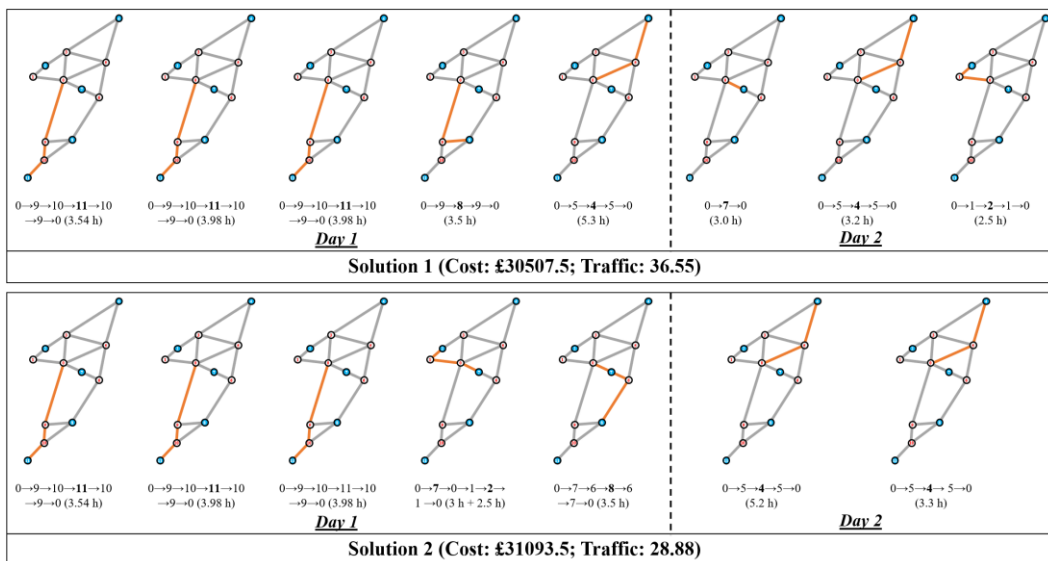 0→9→10→11→10
→9→0 (3.54 h)
0→9→10→11→10
→9→0 (3.98 h)
0→9→10→11→10
→9→0 (3.98 h)
0→9→8→9→0
(3.5 h)
0→5→4→5→0
(5.3 h)
0→7→0
(3.0 h)
0→5→4→5→0
(3.2 h)
0→1→2→1→0
(2.5 h)
Day 1
Day 2
Solution 1 (Cost: £30507.5; Traffic: 36.55)
0→9→10→11→10
→9→0 (3.54 h)
0→9→10→11→10
→9→0 (3.98 h)
0→9→10→11→10
→9→0 (3.98 h)
0→7→0→1→2→
1→0 (3 h + 2.5 h)
0→7→6→8→6
→7→0 (3.5 h)
0→5→4→5→0
(5.2 h)
0→5→4→ 5→0
(3.3 h)
Day 1
Day 2
Solution 2 (Cost: £31093.5; Traffic: 28.88)